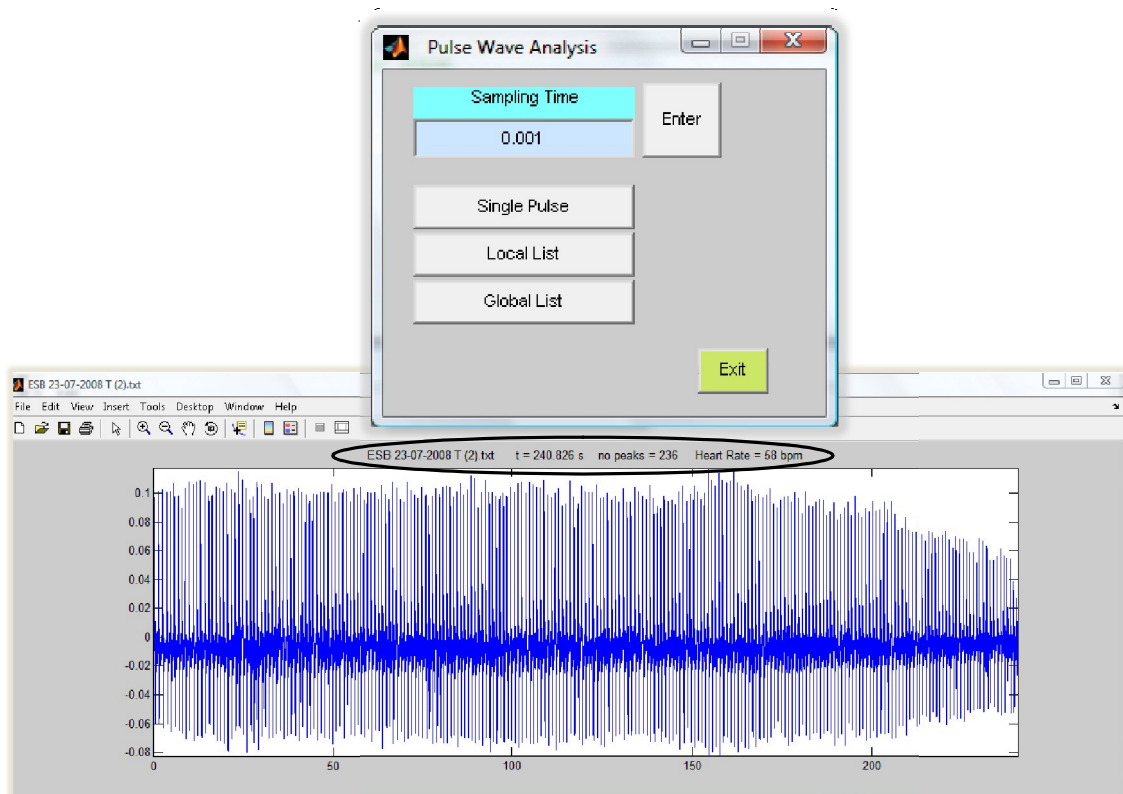 Pulse Wave Analysis
Sampling Time
0.001
Enter
Single Pulse
Local List
Global List
Exit
ESB 23-07-2008 T (2).txt
File Edit View Insert Tools Desktop Window Help
ESB 23-07-2008 T (2).txt t = 240.826 s no peaks = 236 Heart Rate = 58 bpm
0.1
0.08
0.06
0.04
0.02
0
-0.02
-0.04
-0.06
-0.08
0 50 100 150 200